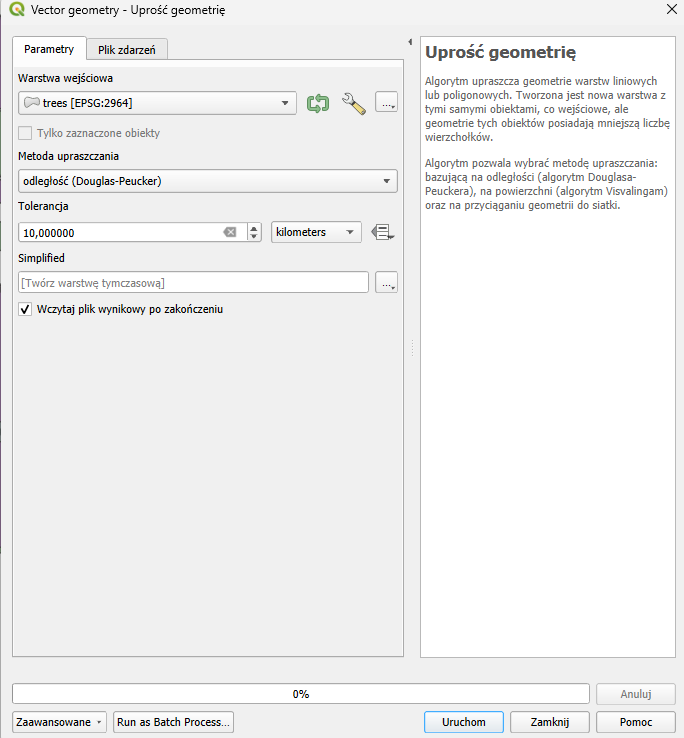 Vector geometry - Uprość geometrię
Parametry
Plik zdarzeń
Warstwa wejściowa
trees [EPSG:2964]
...
Tylko zaznaczone obiekty
Metoda upraszczania
odległość (Douglas-Peucker)
Tolerancja
10,000000
kilometers
Simplified
[Twórz warstwę tymczasową]
...
Wczytaj plik wynikowy po zakończeniu
Uprość geometrię
Algorytm upraszcza geometrie warstw liniowych
lub poligonowych. Tworzona jest nowa warstwa z
tymi samymi obiektami, co wejściowe, ale
geometrie tych obiektów posiadają mniejszą liczbę
wierzchołków.
Algorytm pozwala wybrać metodę upraszczania:
bazującą na odległości (algorytm Douglasa-
Peuckera), na powierzchni (algorytm Visvalingam)
oraz na przyciąganiu geometrii do siatki.
0%
Anuluj
Zaawansowane
Run as Batch Process...
Uruchom
Zamknij
Pomoc